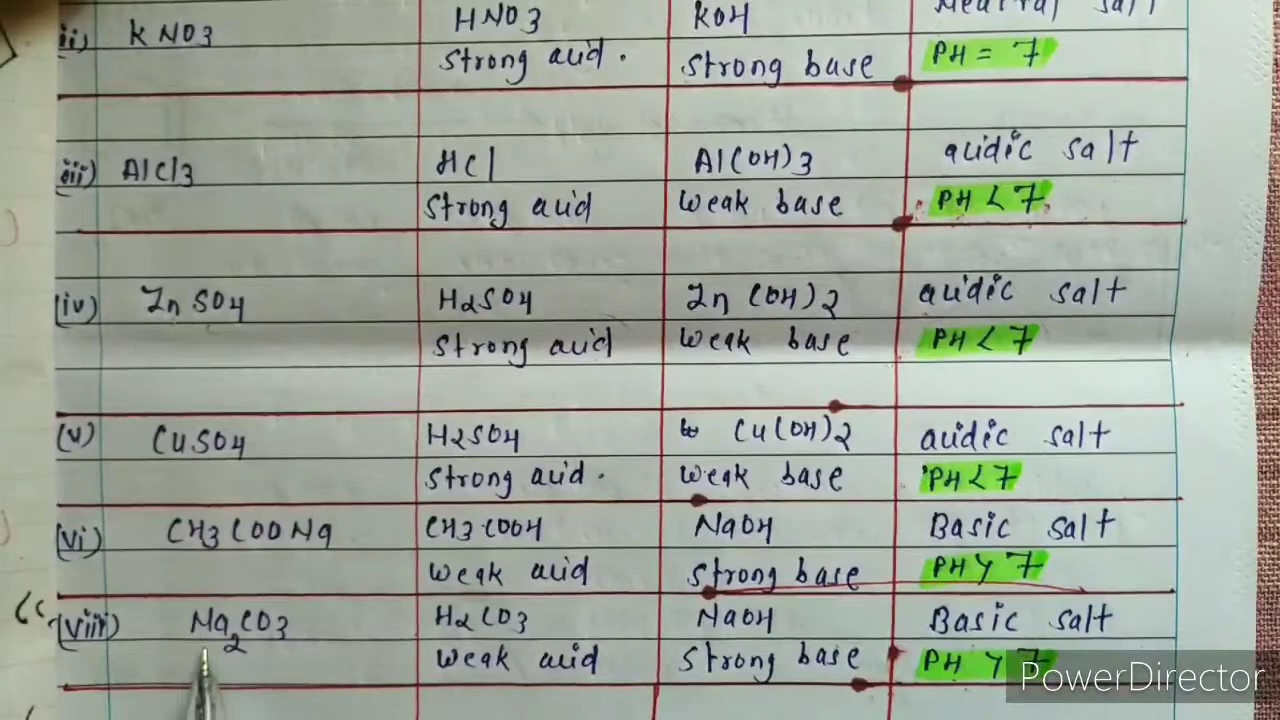 HNO3 KOH Neutral salt
ii) KNO3 Strong acid. Strong base PH = 7
iii) AlCl3 HCl Al(OH)3 acidic salt
Strong acid Weak base PH < 7
(iv) ZnSO4 H2SO4 Zn(OH)2 acidic salt
Strong acid Weak base PH < 7
(v) CuSO4 H2SO4 Cu(OH)2 acidic salt
Strong acid. Weak base PH < 7
(vi) CH3COONa CH3COOH NaOH Basic salt
Weak acid Strong base PH > 7
(viii) Na2CO3 H2CO3 NaOH Basic salt
Weak acid Strong base PH > 7
PowerDirector